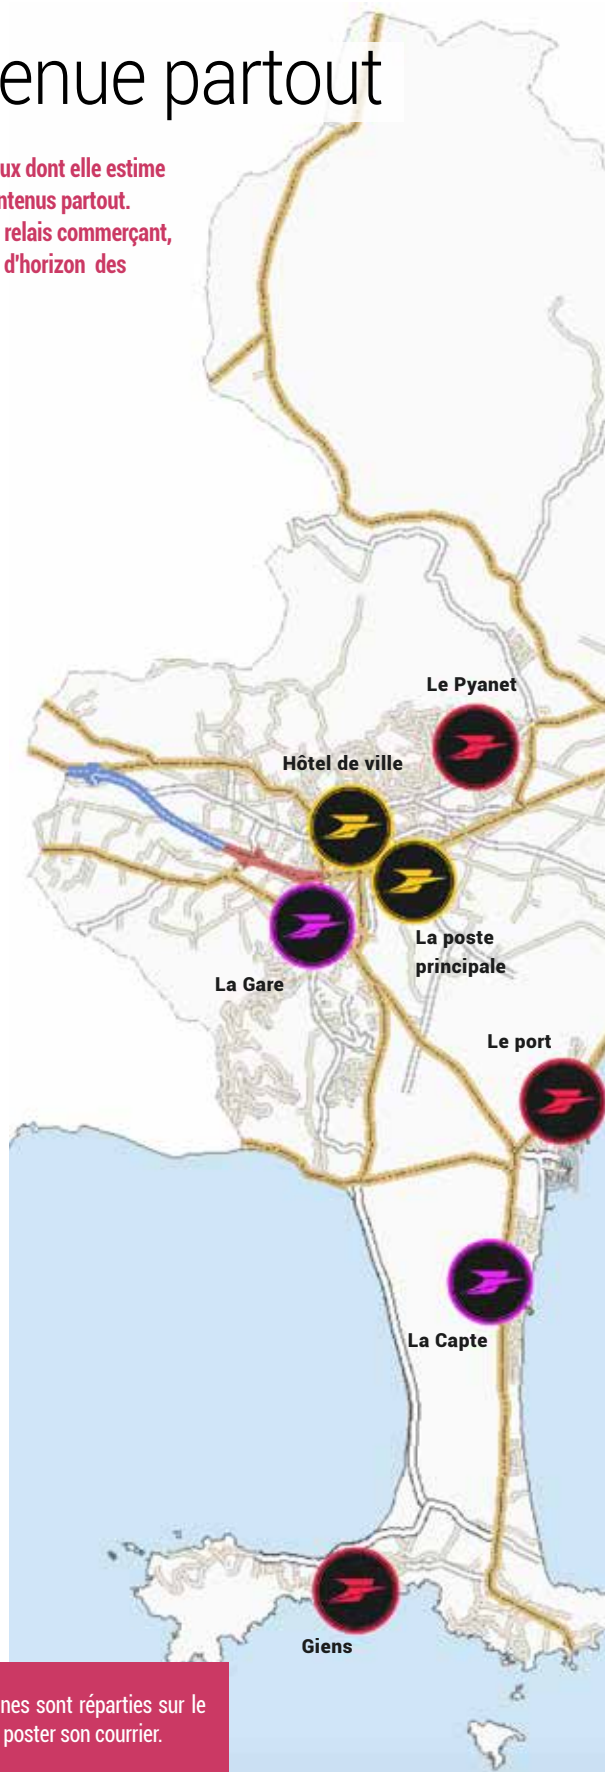 enue partout
ux dont elle estime
ntenus partout.
relais commerçant,
d'horizon des
Le Pyanet
Hôtel de ville
La poste
principale
La Gare
Le port
La Capte
Giens
nes sont réparties sur le
poster son courrier.